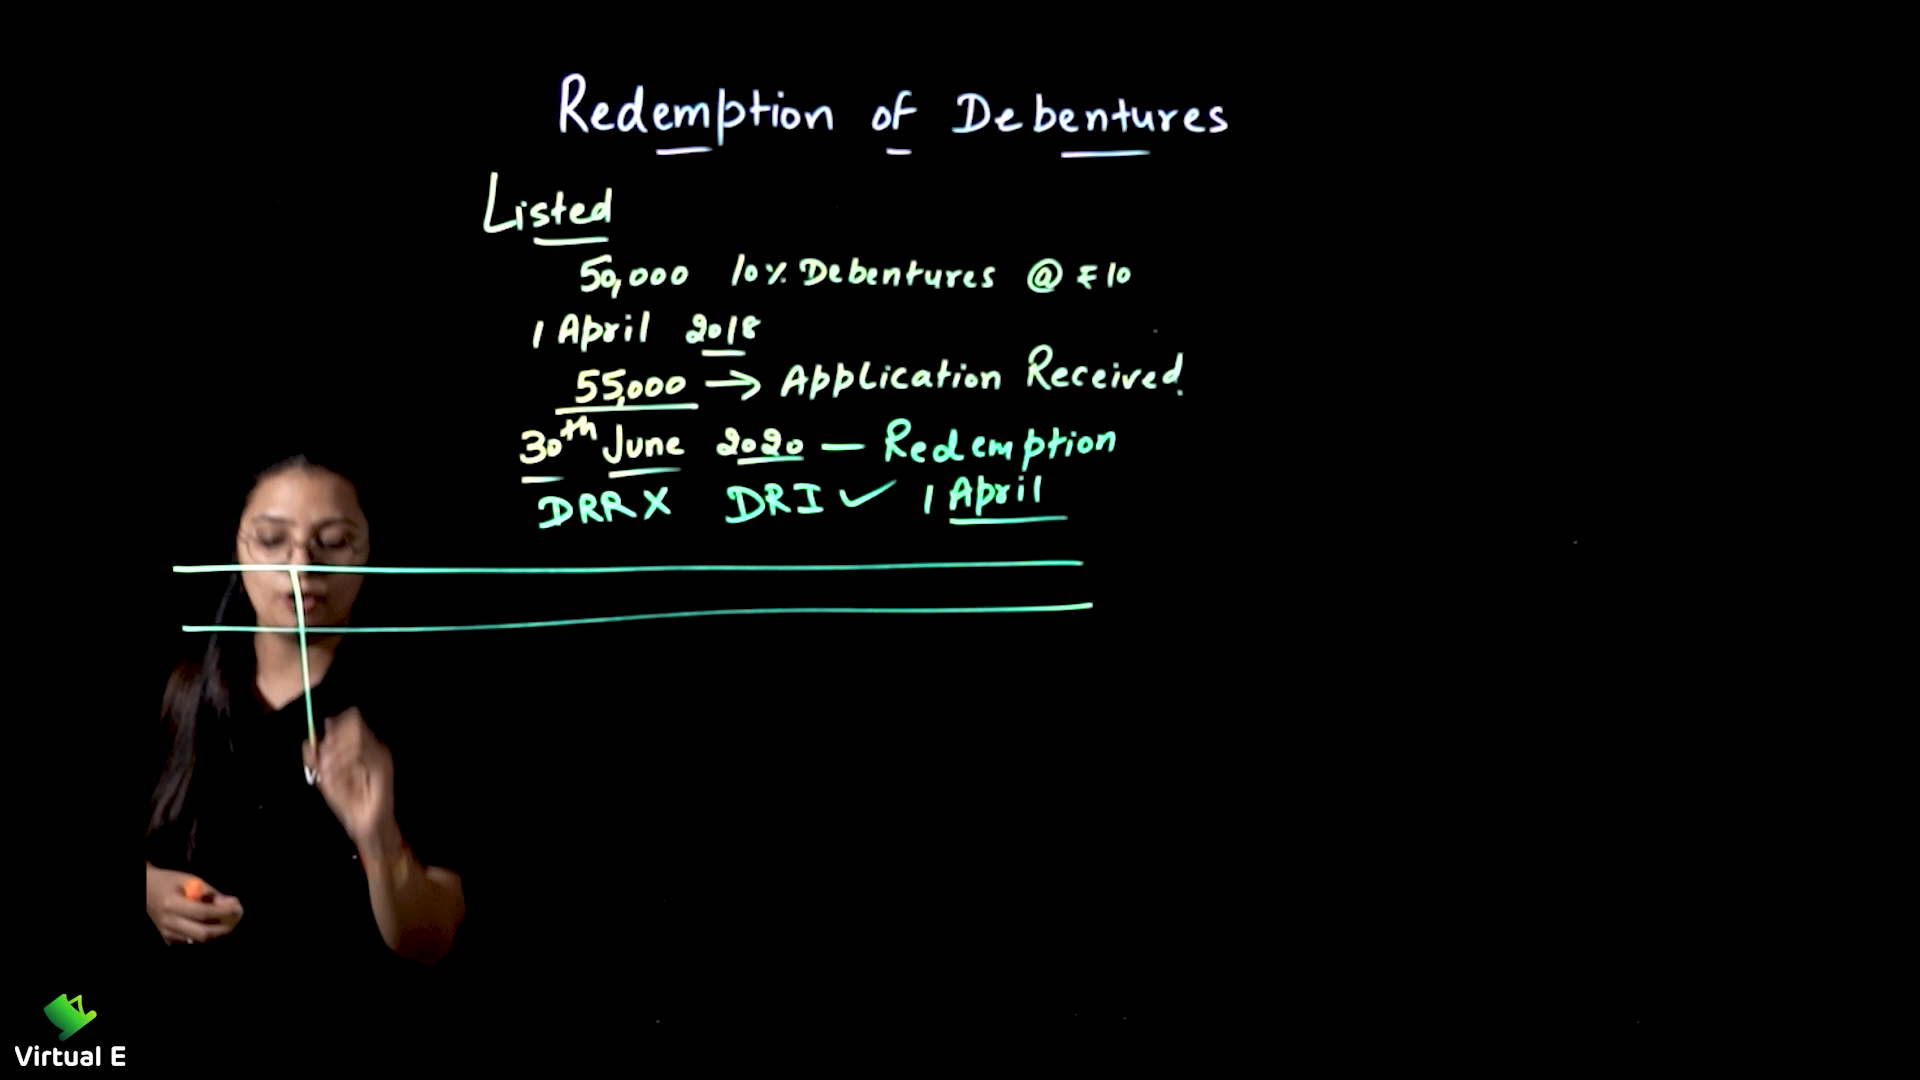 Redemption of Debentures
Listed
50,000 10% Debentures @ ₹10
1 April 2018
55,000 → Application Received.
30th June 2020 — Redemption
DRR X DRI ✓ 1 April
Virtual E